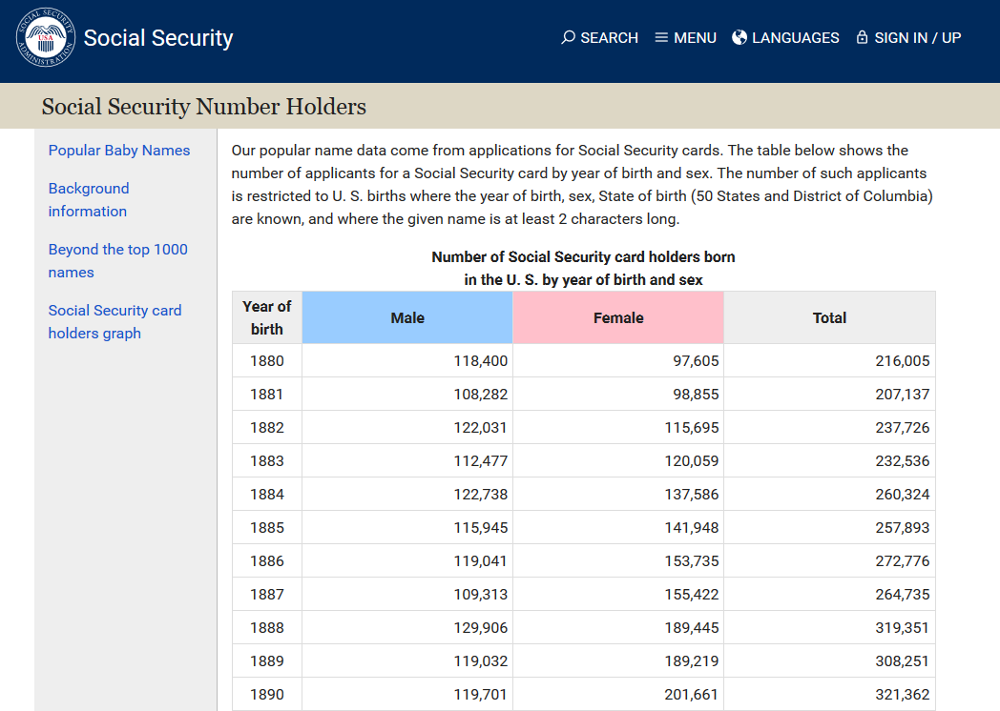 SOCIAL SECURITY ADMINISTRATION
USA
Social Security
SEARCH MENU LANGUAGES SIGN IN / UP
Social Security Number Holders
Popular Baby Names
Background
information
Beyond the top 1000
names
Social Security card
holders graph
Our popular name data come from applications for Social Security cards. The table below shows the
number of applicants for a Social Security card by year of birth and sex. The number of such applicants
is restricted to U. S. births where the year of birth, sex, State of birth (50 States and District of Columbia)
are known, and where the given name is at least 2 characters long.
Number of Social Security card holders born
in the U. S. by year of birth and sex
Year of
birth Male Female Total
1880 118,400 97,605 216,005
1881 108,282 98,855 207,137
1882 122,031 115,695 237,726
1883 112,477 120,059 232,536
1884 122,738 137,586 260,324
1885 115,945 141,948 257,893
1886 119,041 153,735 272,776
1887 109,313 155,422 264,735
1888 129,906 189,445 319,351
1889 119,032 189,219 308,251
1890 119,701 201,661 321,362